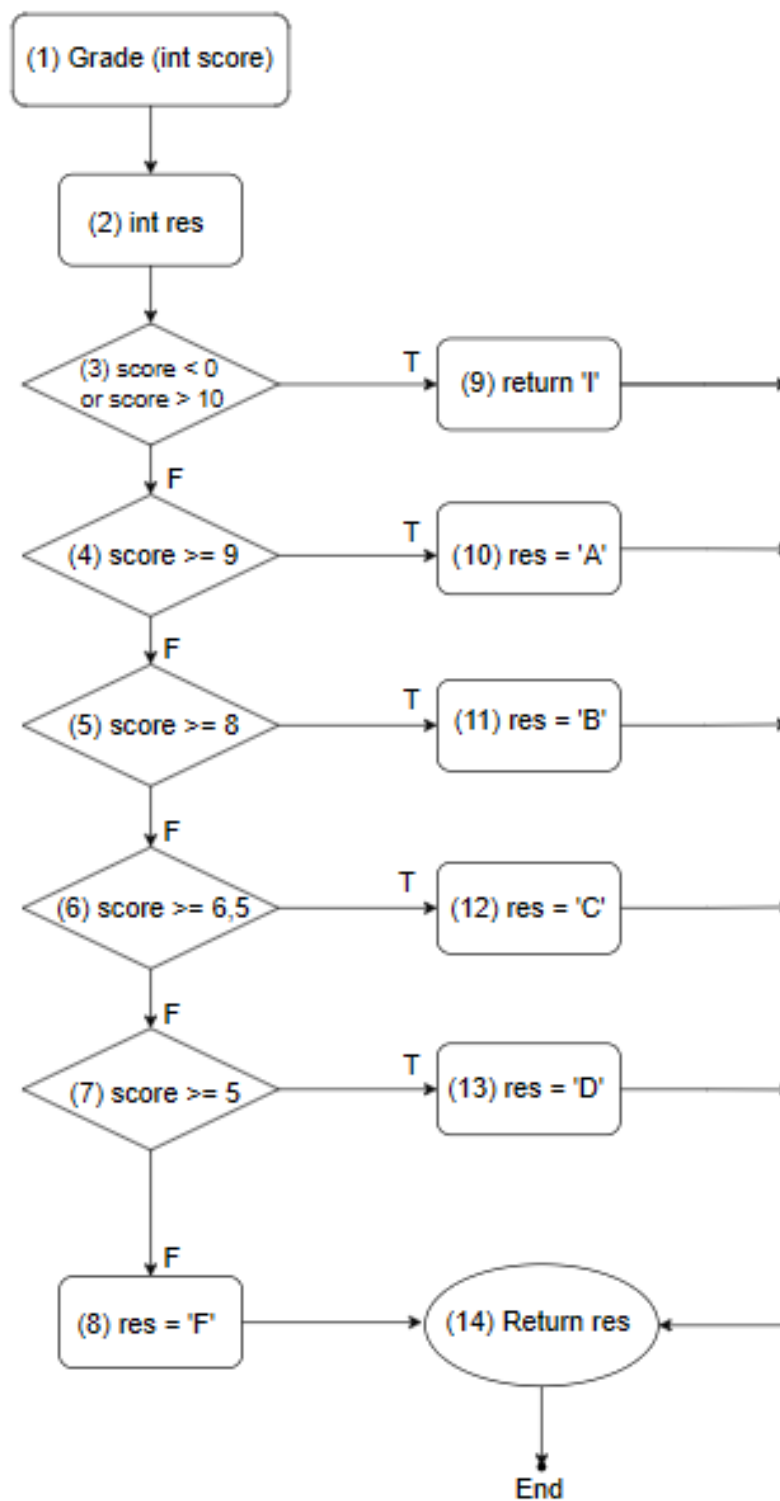 (1) Grade (int score)
(2) int res
(3) score < 0
or score > 10
T
(9) return 'I'
F
(4) score >= 9
T
(10) res = 'A'
F
(5) score >= 8
T
(11) res = 'B'
F
(6) score >= 6,5
T
(12) res = 'C'
F
(7) score >= 5
T
(13) res = 'D'
F
(8) res = 'F'
(14) Return res
End